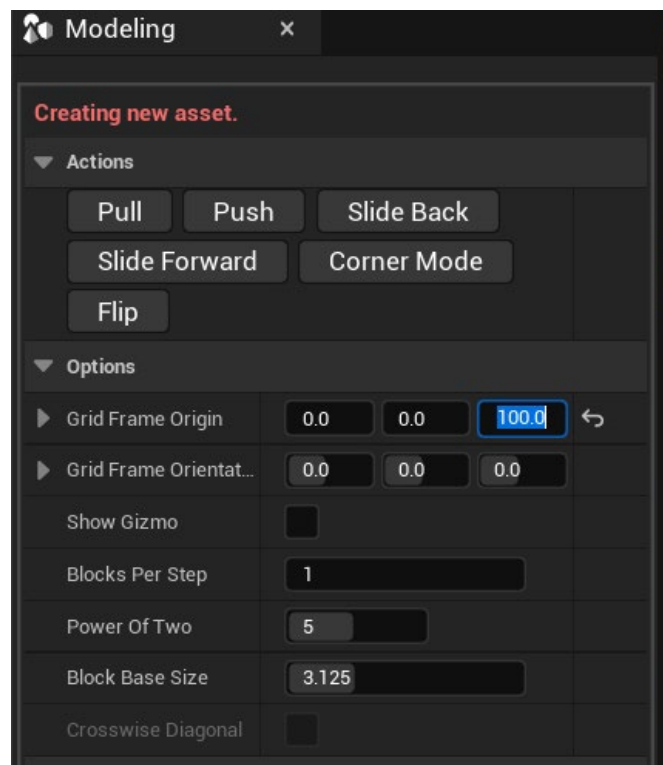 Modeling
Creating new asset.
Actions
Pull Push Slide Back
Slide Forward Corner Mode
Flip
Options
Grid Frame Origin 0.0 0.0 100.0
Grid Frame Orientat... 0.0 0.0 0.0
Show Gizmo
Blocks Per Step 1
Power Of Two 5
Block Base Size 3.125
Crosswise Diagonal